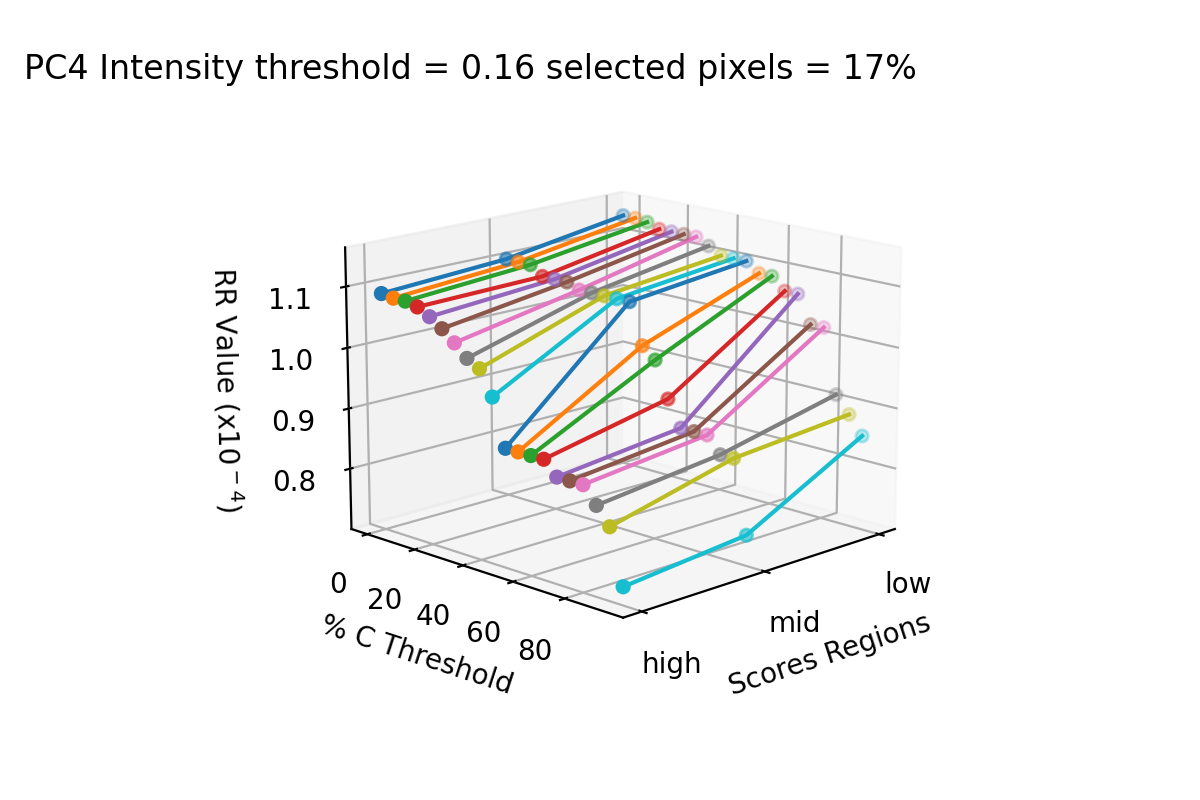 PC4 Intensity threshold = 0.16 selected pixels = 17%
RR Value (x10⁻⁴)
1.1
1.0
0.9
0.8
0
20
40
60
80
% C Threshold
high
mid
low
Scores Regions